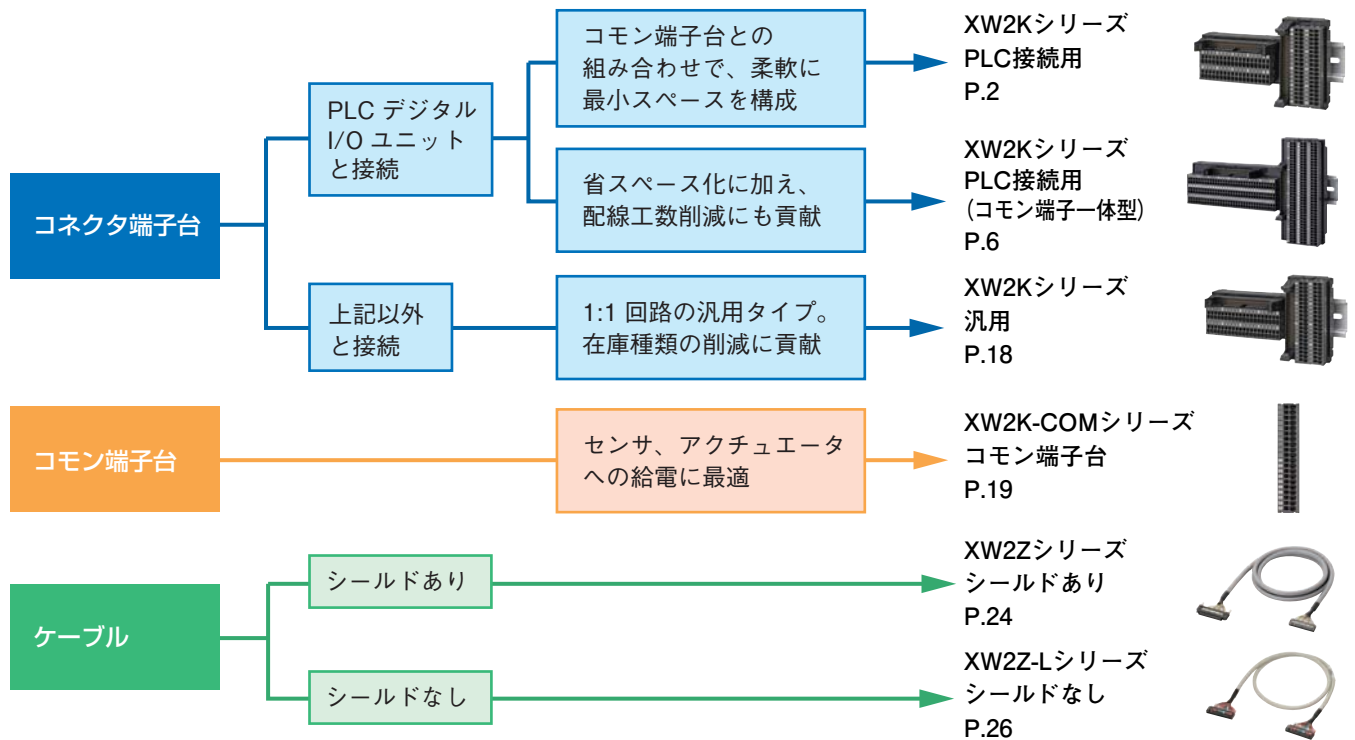 コネクタ端子台
PLC デジタル
I/O ユニット
と接続
コモン端子台との
組み合わせで、柔軟に
最小スペースを構成
XW2Kシリーズ
PLC接続用
P.2
省スペース化に加え、
配線工数削減にも貢献
XW2Kシリーズ
PLC接続用
(コモン端子一体型)
P.6
上記以外
と接続
1:1 回路の汎用タイプ。
在庫種類の削減に貢献
XW2Kシリーズ
汎用
P.18
コモン端子台
センサ、アクチュエータ
への給電に最適
XW2K-COMシリーズ
コモン端子台
P.19
ケーブル
シールドあり
XW2Zシリーズ
シールドあり
P.24
シールドなし
XW2Z-Lシリーズ
シールドなし
P.26